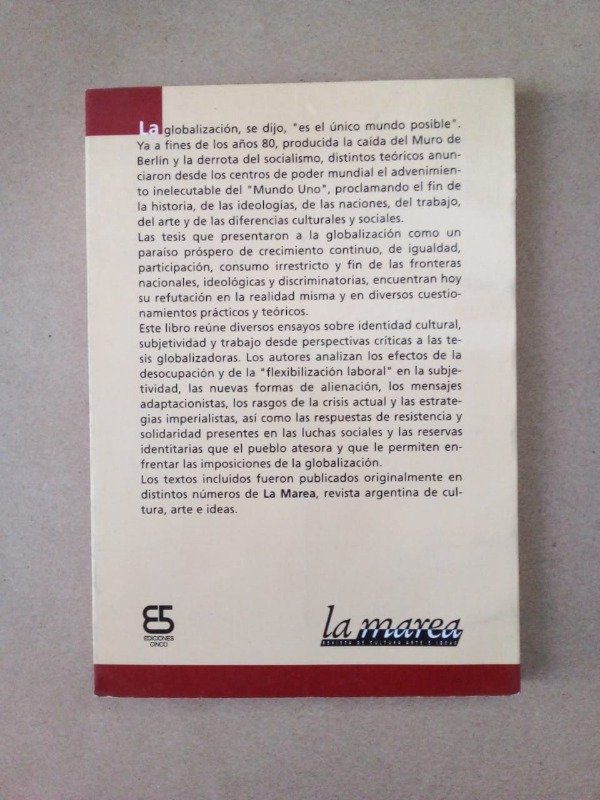 La globalización, se dijo, "es el único mundo posible".
Ya a fines de los años 80, producida la caída del Muro de
Berlín y la derrota del socialismo, distintos teóricos anun-
ciaron desde los centros de poder mundial el advenimien-
to inelecutable del "Mundo Uno", proclamando el fin de
la historia, de las ideologías, de las naciones, del trabajo,
del arte y de las diferencias culturales y sociales.
Las tesis que presentaron a la globalización como un
paraíso próspero de crecimiento continuo, de igualdad,
participación, consumo irrestricto y fin de las fronteras
nacionales, ideológicas y discriminatorias, encuentran hoy
su refutación en la realidad misma y en diversos cuestio-
namientos prácticos y teóricos.
Este libro reúne diversos ensayos sobre identidad cultural,
subjetividad y trabajo desde perspectivas críticas a las te-
sis globalizadoras. Los autores analizan los efectos de la
desocupación y de la "flexibilización laboral" en la subje-
tividad, las nuevas formas de alienación, los mensajes
adaptacionistas, los rasgos de la crisis actual y las estrate-
gias imperialistas, así como las respuestas de resistencia y
solidaridad presentes en las luchas sociales y las reservas
identitarias que el pueblo atesora y que le permiten en-
frentar las imposiciones de la globalización.
Los textos incluidos fueron publicados originalmente en
distintos números de La Marea, revista argentina de cul-
tura, arte e ideas.
E5
EDICIONES
CINCO
la marea
REVISTA DE CULTURA ARTE E IDEAS